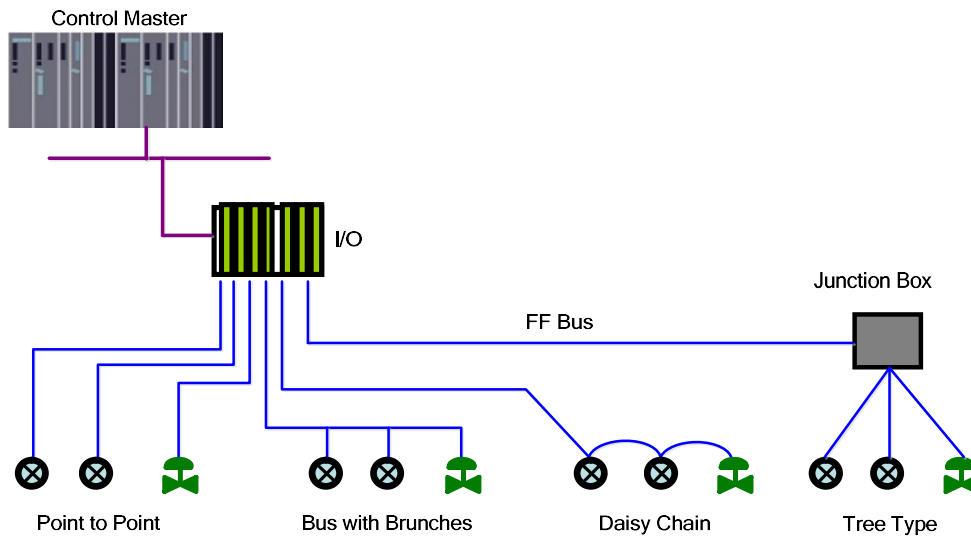 Control Master
I/O
Junction Box
FF Bus
Point to Point
Bus with Brunches
Daisy Chain
Tree Type